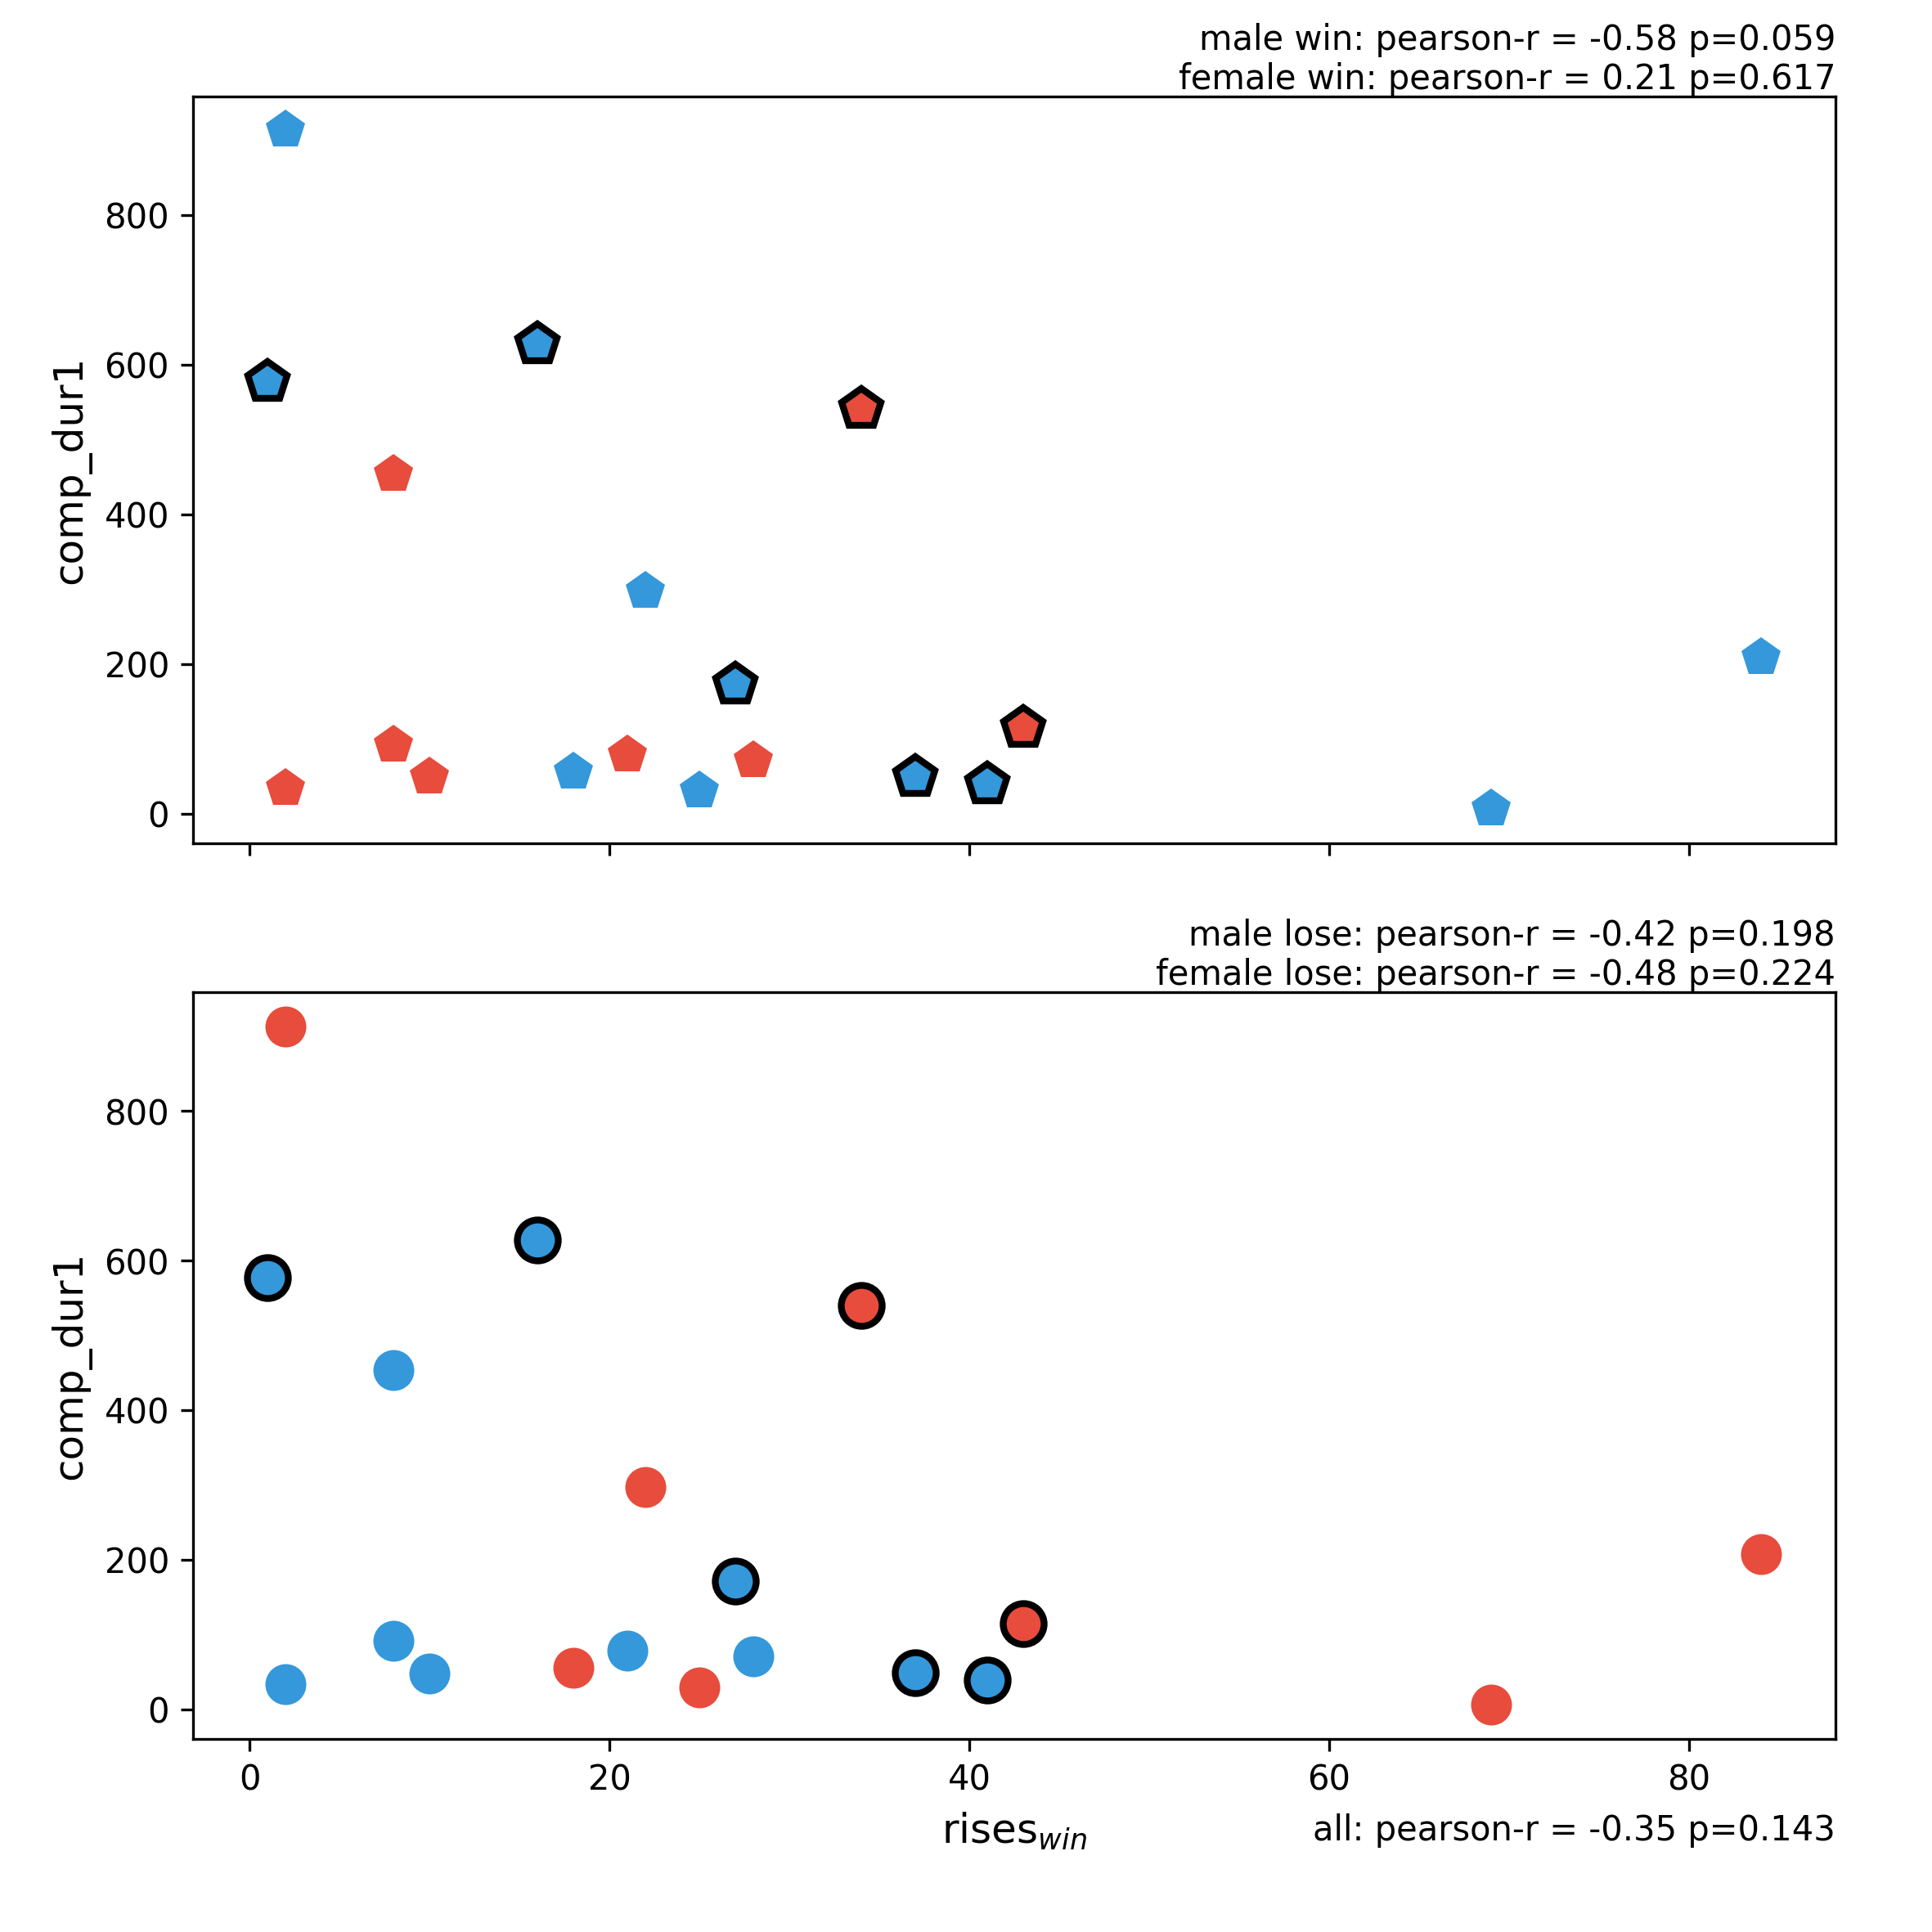 male win: pearson-r = -0.58 p=0.059
female win: pearson-r = 0.21 p=0.617
800
600
400
200
0
comp_dur1
male lose: pearson-r = -0.42 p=0.198
female lose: pearson-r = -0.48 p=0.224
800
600
400
200
0
comp_dur1
0 20 40 60 80
rises_win
all: pearson-r = -0.35 p=0.143